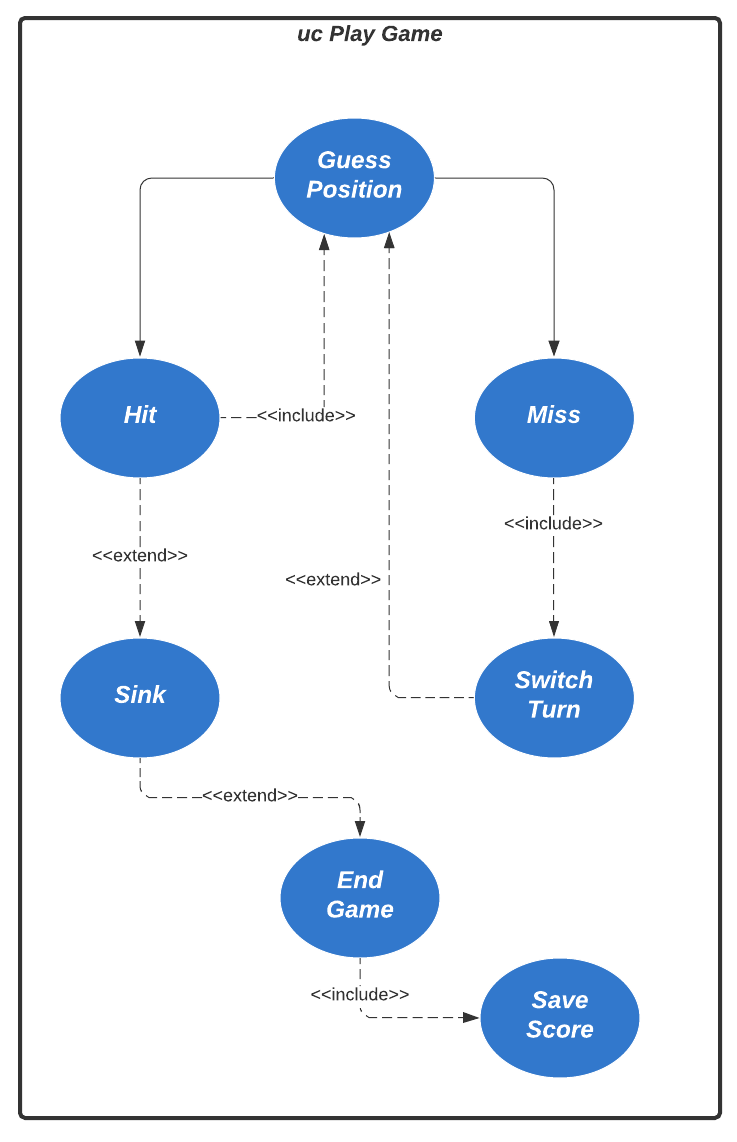 uc Play Game
Guess
Position
Hit
<<include>>
Miss
<<extend>>
<<include>>
<<extend>>
Sink
Switch
Turn
<<extend>>
End
Game
<<include>>
Save
Score